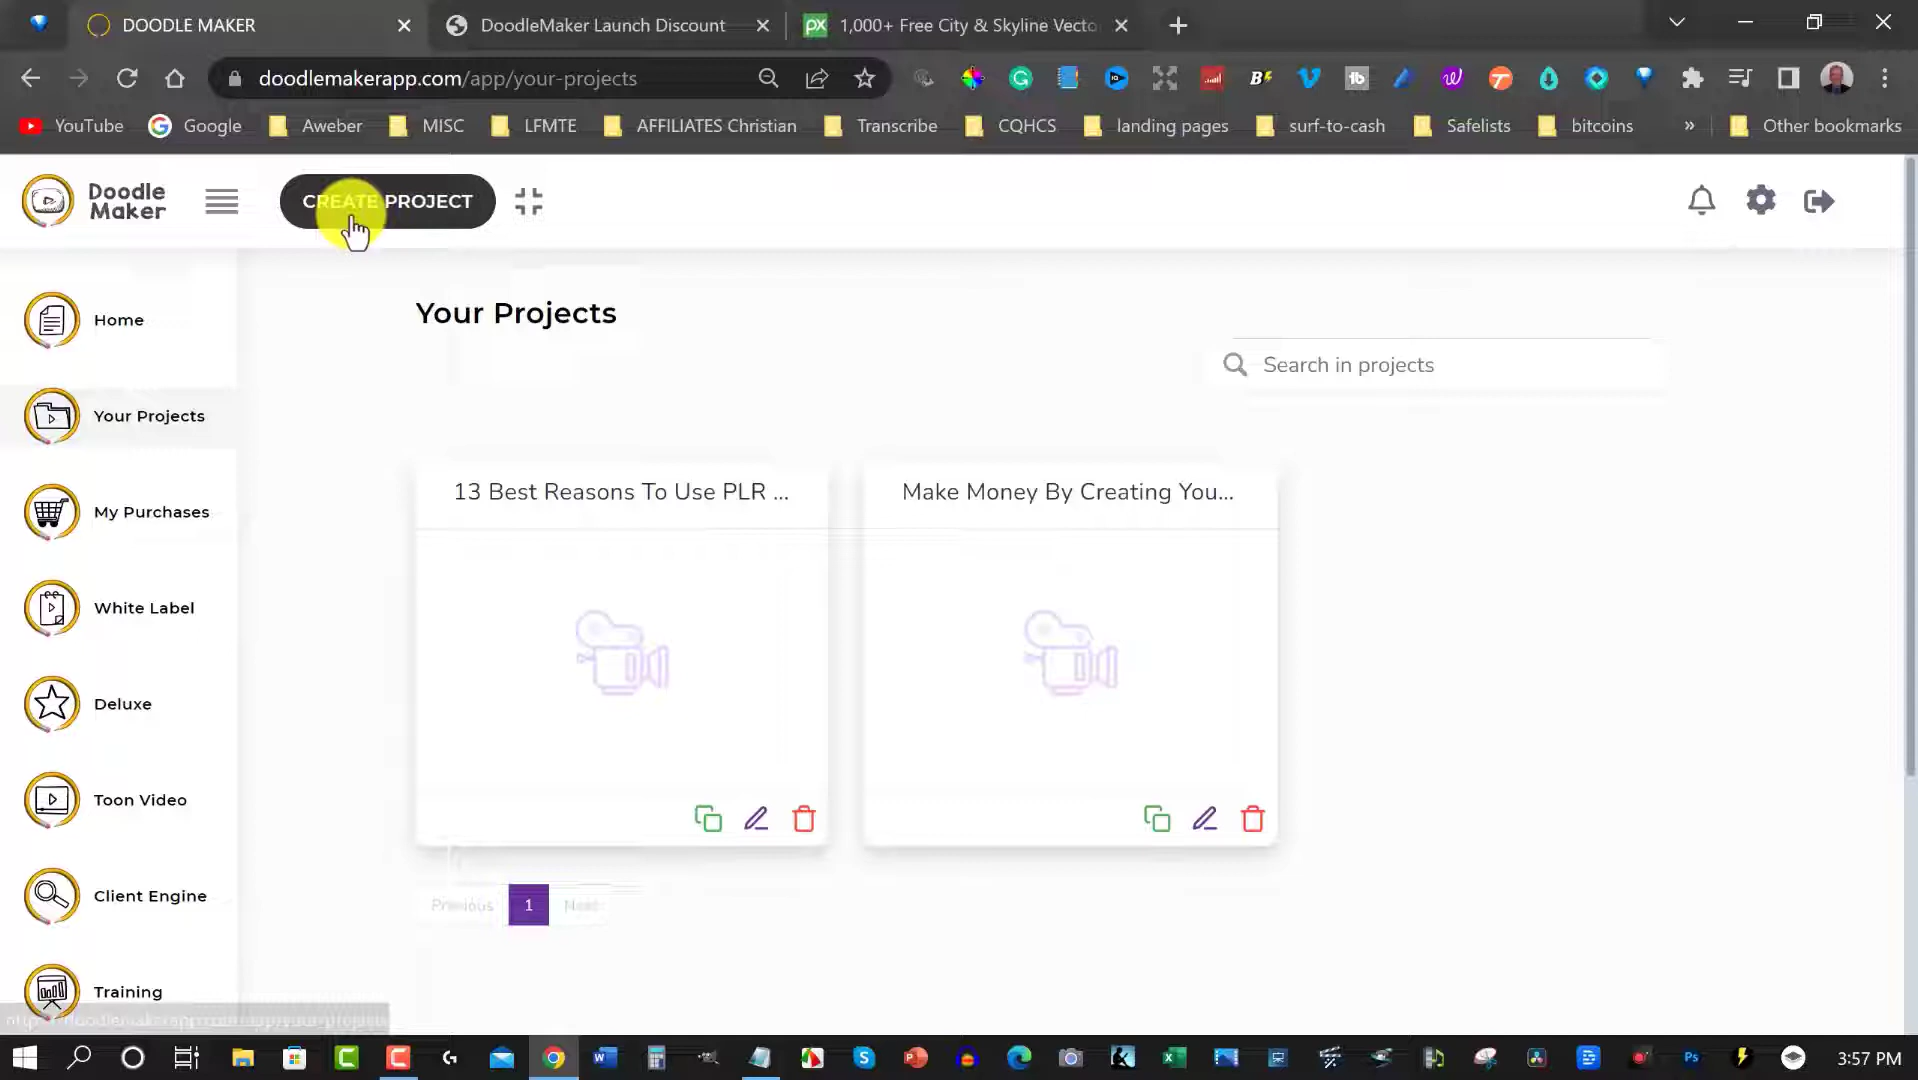 DOODLE MAKER
DoodleMaker Launch Discount
1,000+ Free City & Skyline Vecto
doodlemakerapp.com/app/your-projects
YouTube
Google
Aweber
MISC
LFMTE
AFFILIATES Christian
Transcribe
CQHCS
landing pages
surf-to-cash
Safelists
bitcoins
»
Other bookmarks
Doodle
Maker
CREATE PROJECT
Home
Your Projects
My Purchases
White Label
Deluxe
Toon Video
Client Engine
Training
Your Projects
Search in projects
13 Best Reasons To Use PLR ...
Make Money By Creating You...
Previous
1
Next
3:57 PM